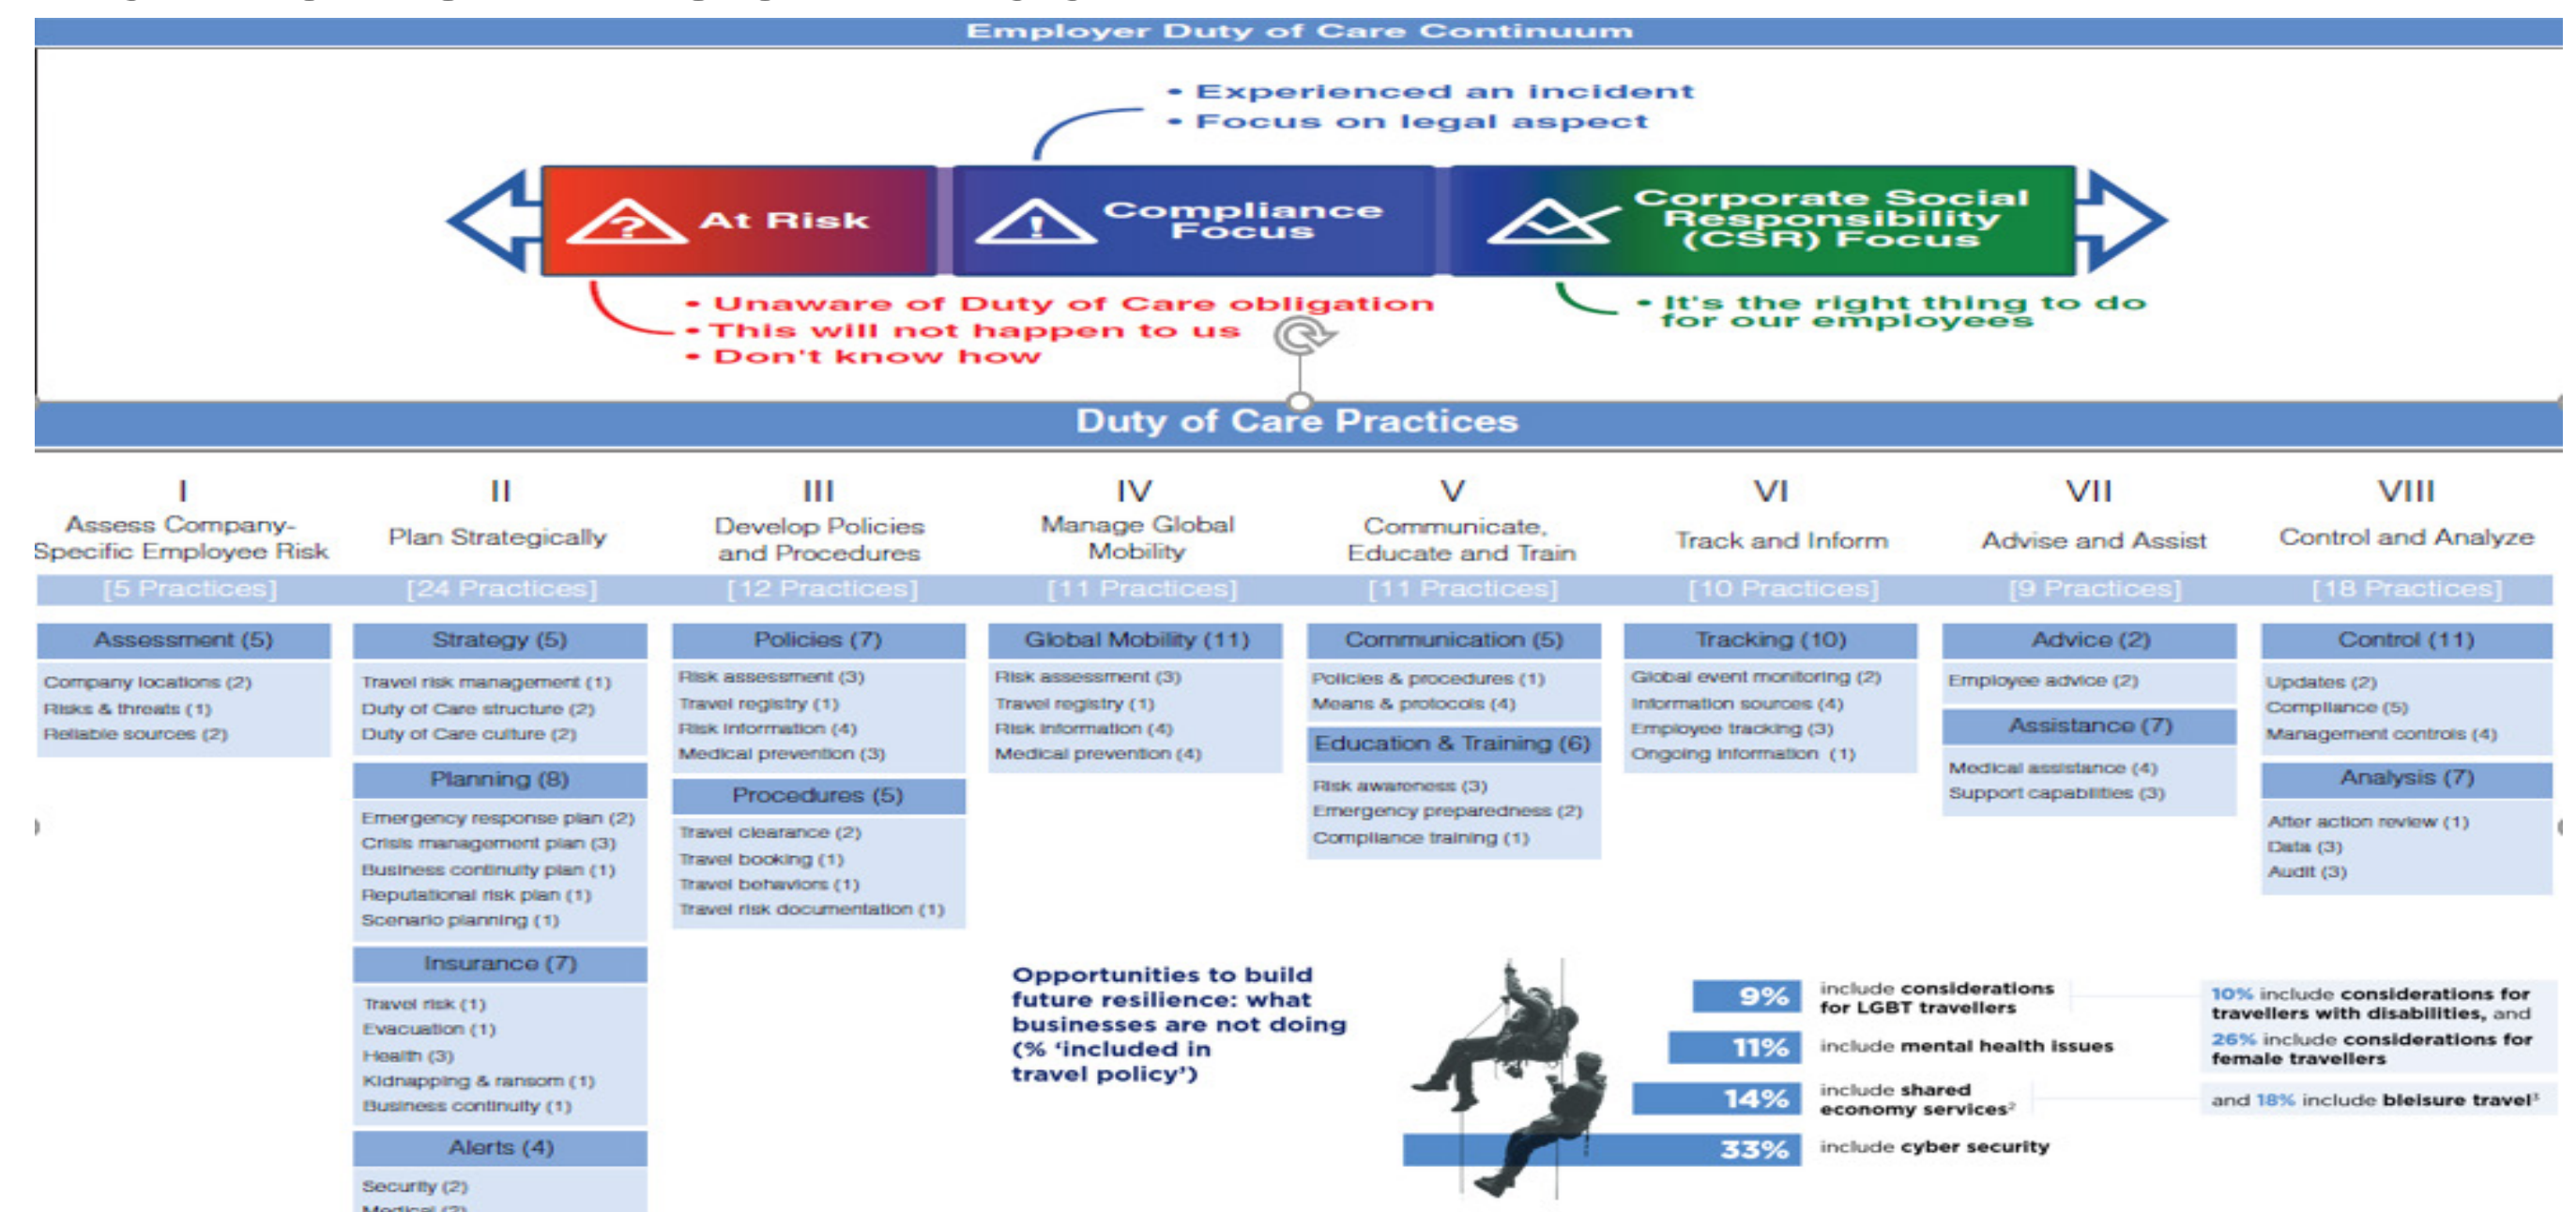 Employer Duty of Care Continuum
• Experienced an incident
• Focus on legal aspect
? At Risk
! Compliance
Focus
Corporate Social
Responsibility
(CSR) Focus
• Unaware of Duty of Care obligation
• This will not happen to us
• Don't know how
• It's the right thing to do
for our employees
Duty of Care Practices
I
Assess Company-
Specific Employee Risk
[5 Practices]
Assessment (5)
Company locations (2)
Risks & threats (1)
Reliable sources (2)
II
Plan Strategically
[24 Practices]
Strategy (5)
Travel risk management (1)
Duty of Care structure (2)
Duty of Care culture (2)
Planning (8)
Emergency response plan (2)
Crisis management plan (3)
Business continuity plan (1)
Reputational risk plan (1)
Scenario planning (1)
Insurance (7)
Travel risk (1)
Evacuation (1)
Health (3)
Kidnapping & ransom (1)
Business continuity (1)
Alerts (4)
Security (2)
Medical (2)
III
Develop Policies
and Procedures
[12 Practices]
Policies (7)
Risk assessment (3)
Travel registry (1)
Risk information (4)
Medical prevention (3)
Procedures (5)
Travel clearance (2)
Travel booking (1)
Travel behaviors (1)
Travel risk documentation (1)
IV
Manage Global
Mobility
[11 Practices]
Global Mobility (11)
Risk assessment (3)
Travel registry (1)
Risk information (4)
Medical prevention (4)
V
Communicate,
Educate and Train
[11 Practices]
Communication (5)
Policies & procedures (1)
Means & protocols (4)
Education & Training (6)
Risk awareness (3)
Emergency preparedness (2)
Compliance training (1)
VI
Track and Inform
[10 Practices]
Tracking (10)
Global event monitoring (2)
Information sources (4)
Employee tracking (3)
Ongoing information (1)
VII
Advise and Assist
[9 Practices]
Advice (2)
Employee advice (2)
Assistance (7)
Medical assistance (4)
Support capabilities (3)
VIII
Control and Analyze
[18 Practices]
Control (11)
Updates (2)
Compliance (5)
Management controls (4)
Analysis (7)
After action review (1)
Data (3)
Audit (3)
Opportunities to build
future resilience: what
businesses are not doing
(% ‘included in
travel policy’)
9% include considerations
for LGBT travellers
10% include considerations for
travellers with disabilities, and
26% include considerations for
female travellers
11% include mental health issues
14% include shared
economy services²
and 18% include bleisure travel³
33% include cyber security